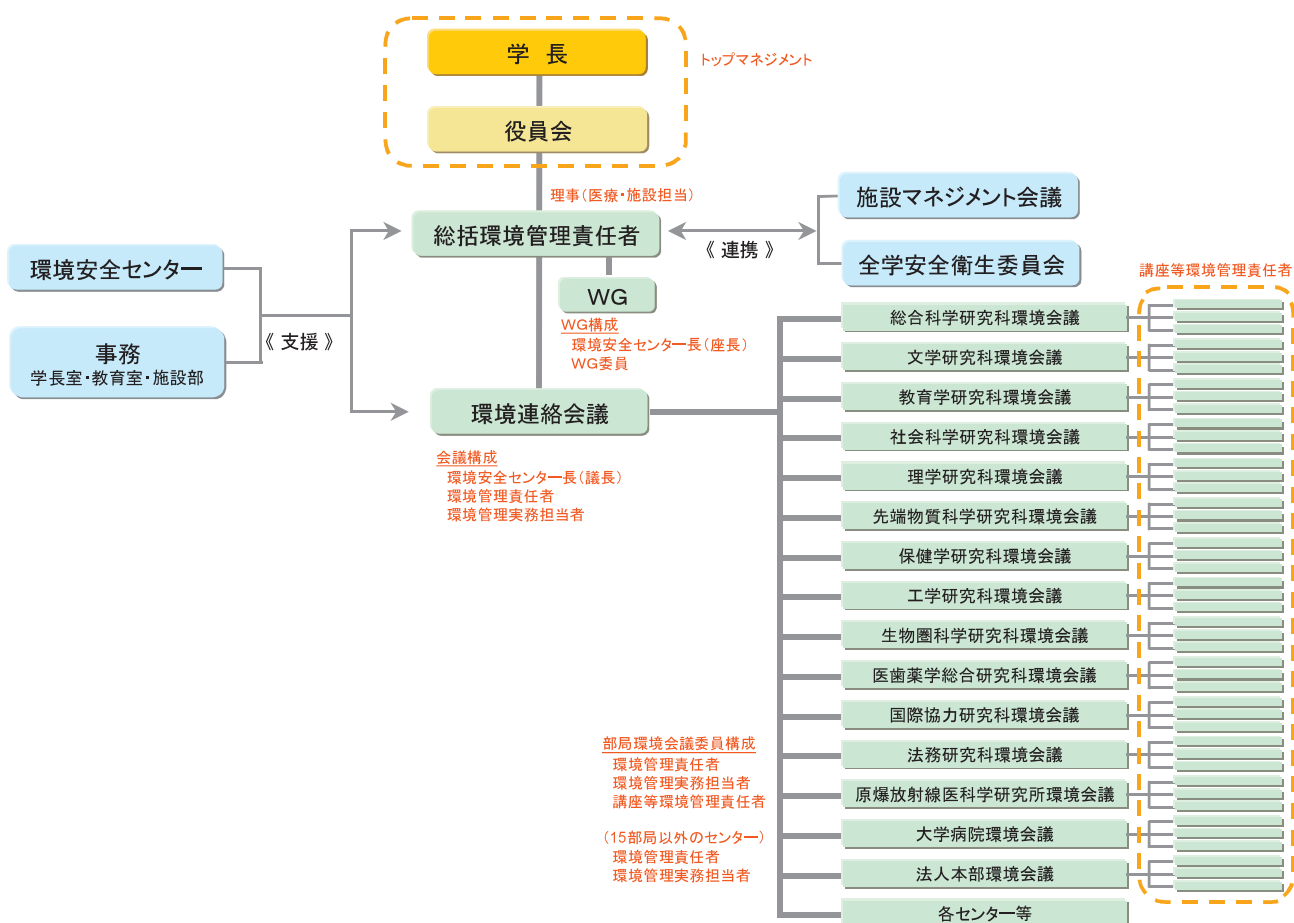 学 長
トップマネジメント
役員会
理事(医療・施設担当)
総括環境管理責任者
《 連携 》
施設マネジメント会議
全学安全衛生委員会
環境安全センター
事務
学長室・教育室・施設部
《 支援 》
WG
WG構成
環境安全センター長(座長)
WG委員
環境連絡会議
会議構成
環境安全センター長(議長)
環境管理責任者
環境管理実務担当者
講座等環境管理責任者
総合科学研究科環境会議
文学研究科環境会議
教育学研究科環境会議
社会科学研究科環境会議
理学研究科環境会議
先端物質科学研究科環境会議
保健学研究科環境会議
工学研究科環境会議
生物圏科学研究科環境会議
医歯薬学総合研究科環境会議
国際協力研究科環境会議
法務研究科環境会議
原爆放射線医科学研究所環境会議
大学病院環境会議
法人本部環境会議
各センター等
部局環境会議委員構成
環境管理責任者
環境管理実務担当者
講座等環境管理責任者
(15部局以外のセンター)
環境管理責任者
環境管理実務担当者